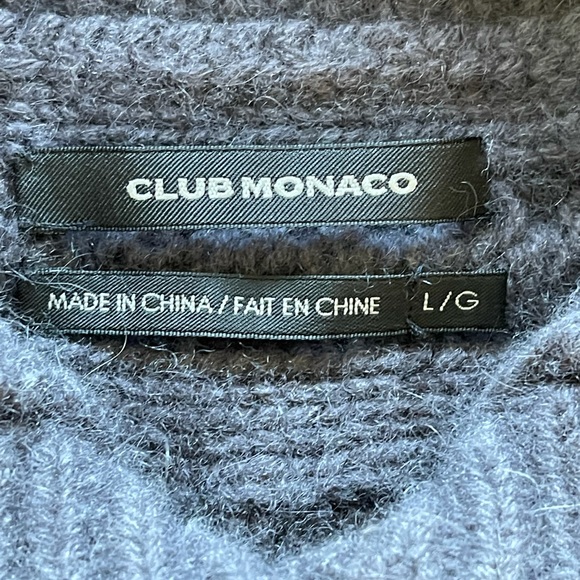 CLUB MONACO
MADE IN CHINA / FAIT EN CHINE L/G